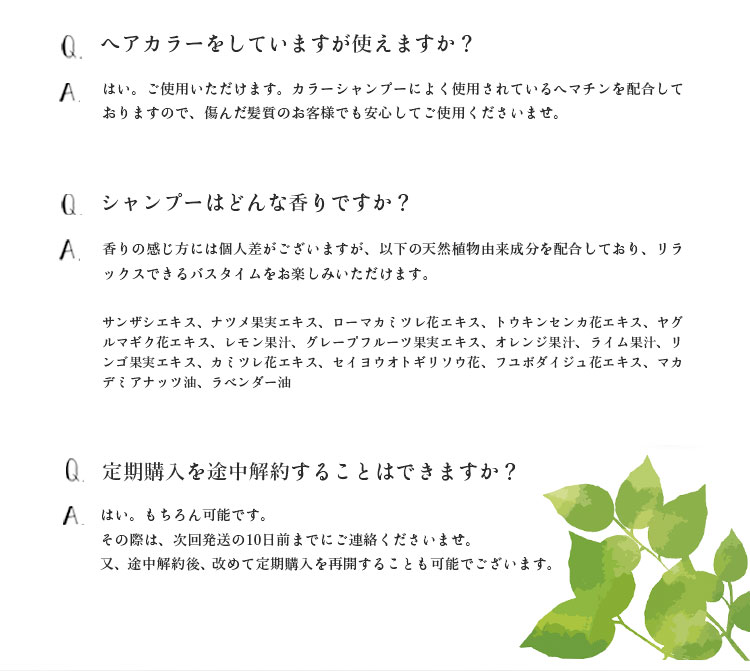 Q. ヘアカラーをしていますが使えますか？
A. はい。ご使用いただけます。カラーシャンプーによく使用されているヘマチンを配合して
おりますので、傷んだ髪質のお客様でも安心してご使用くださいませ。
Q. シャンプーはどんな香りですか？
A. 香りの感じ方には個人差がございますが、以下の天然植物由来成分を配合しており、リラ
ックスできるバスタイムをお楽しみいただけます。
サンザシエキス、ナツメ果実エキス、ローマカミツレ花エキス、トウキンセンカ花エキス、ヤグ
ルマギク花エキス、レモン果汁、グレープフルーツ果実エキス、オレンジ果汁、ライム果汁、リ
ンゴ果実エキス、カミツレ花エキス、セイヨウオトギリソウ花、フユボダイジュ花エキス、マカ
デミアナッツ油、ラベンダー油
Q. 定期購入を途中解約することはできますか？
A. はい。もちろん可能です。
その際は、次回発送の10日前までにご連絡くださいませ。
又、途中解約後、改めて定期購入を再開することも可能でございます。